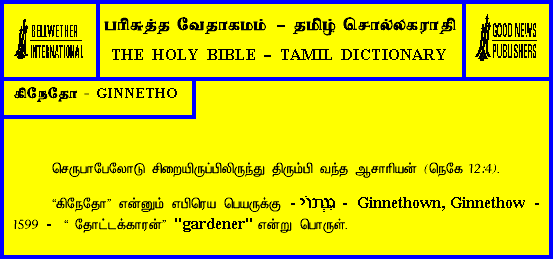 BELLWETHER
INTERNATIONAL
பரிசுத்த வேதாகமம் – தமிழ் சொல்லகராதி
THE HOLY BIBLE – TAMIL DICTIONARY
GOOD NEWS
PUBLISHERS
கிநேதோ - GINNETHO
செருபாபேலோடு சிறையிருப்பிலிருந்து திரும்பி வந்த ஆசாரியன் (நெகே 12:4).
“கிநேதோ” என்னும் எபிரெய பெயருக்கு - - Ginnethown, Ginnethow -
1599 - “ தோட்டக்காரன்” "gardener" என்று பொருள்.